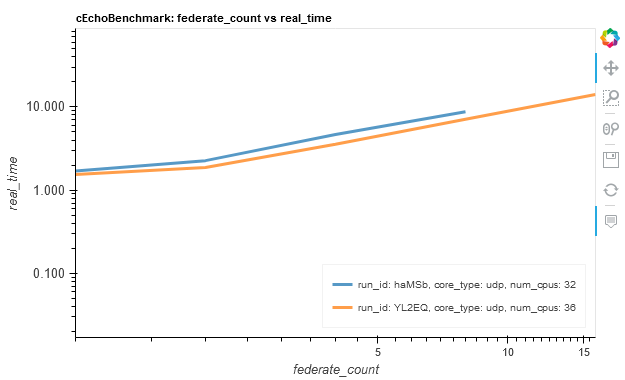 cEchoBenchmark: federate_count vs real_time
10.000
1.000
0.100
real_time
run_id: haMSb, core_type: udp, num_cpus: 32
run_id: YL2EQ, core_type: udp, num_cpus: 36
5
10
15
federate_count